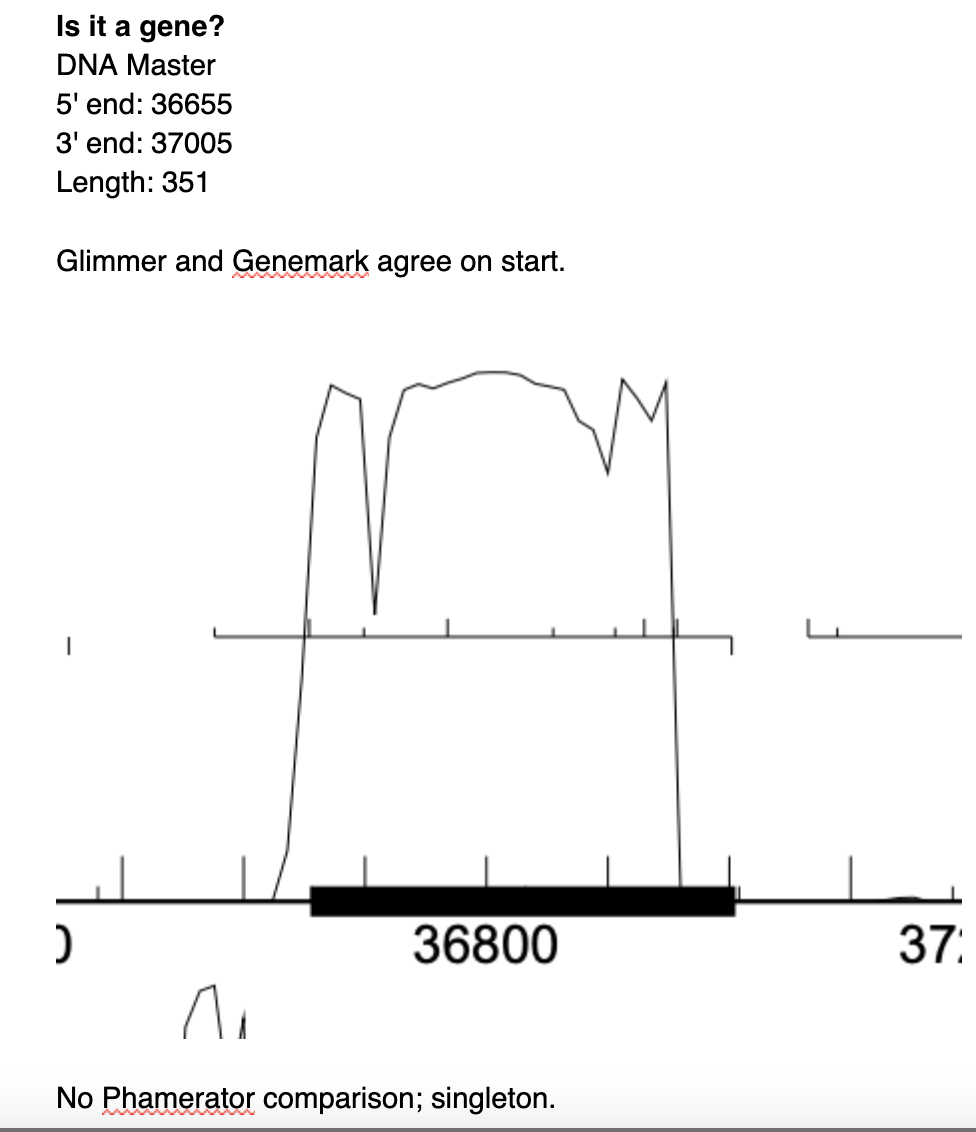 Is it a gene?
DNA Master
5' end: 36655
3' end: 37005
Length: 351
Glimmer and Genemark agree on start.
36800
No Phamerator comparison; singleton.